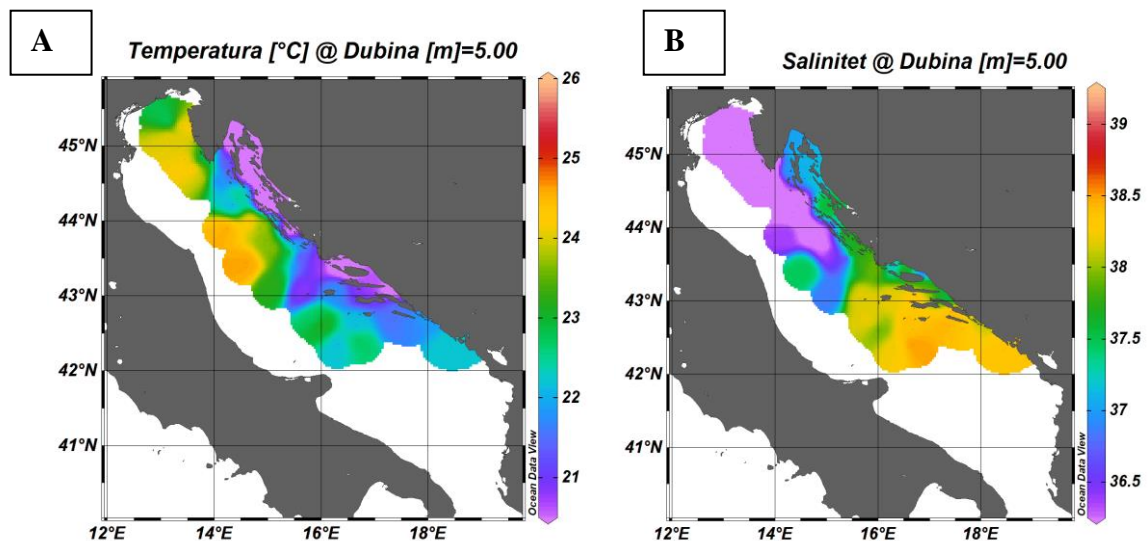 A
Temperatura [°C] @ Dubina [m]=5.00
45°N
44°N
43°N
42°N
41°N
12°E
14°E
16°E
18°E
26
25
24
23
22
21
Ocean Data View
B
Salinitet @ Dubina [m]=5.00
45°N
44°N
43°N
42°N
41°N
12°E
14°E
16°E
18°E
39
38.5
38
37.5
37
36.5
Ocean Data View